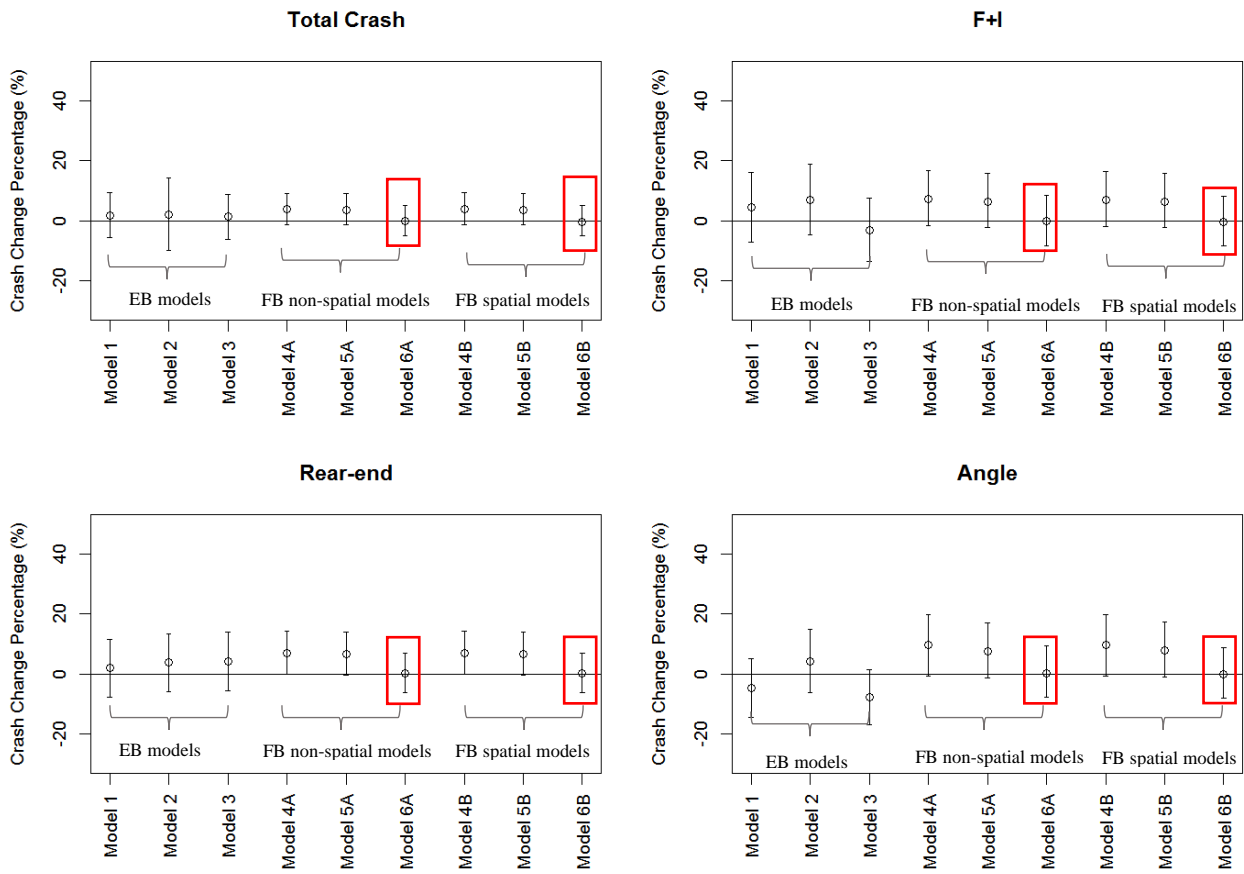 Total Crash
Crash Change Percentage (%)
40
20
0
-20
EB models
FB non-spatial models
FB spatial models
Model 1
Model 2
Model 3
Model 4A
Model 5A
Model 6A
Model 4B
Model 5B
Model 6B
F+I
Crash Change Percentage (%)
40
20
0
-20
EB models
FB non-spatial models
FB spatial models
Model 1
Model 2
Model 3
Model 4A
Model 5A
Model 6A
Model 4B
Model 5B
Model 6B
Rear-end
Crash Change Percentage (%)
40
20
0
-20
EB models
FB non-spatial models
FB spatial models
Model 1
Model 2
Model 3
Model 4A
Model 5A
Model 6A
Model 4B
Model 5B
Model 6B
Angle
Crash Change Percentage (%)
40
20
0
-20
EB models
FB non-spatial models
FB spatial models
Model 1
Model 2
Model 3
Model 4A
Model 5A
Model 6A
Model 4B
Model 5B
Model 6B